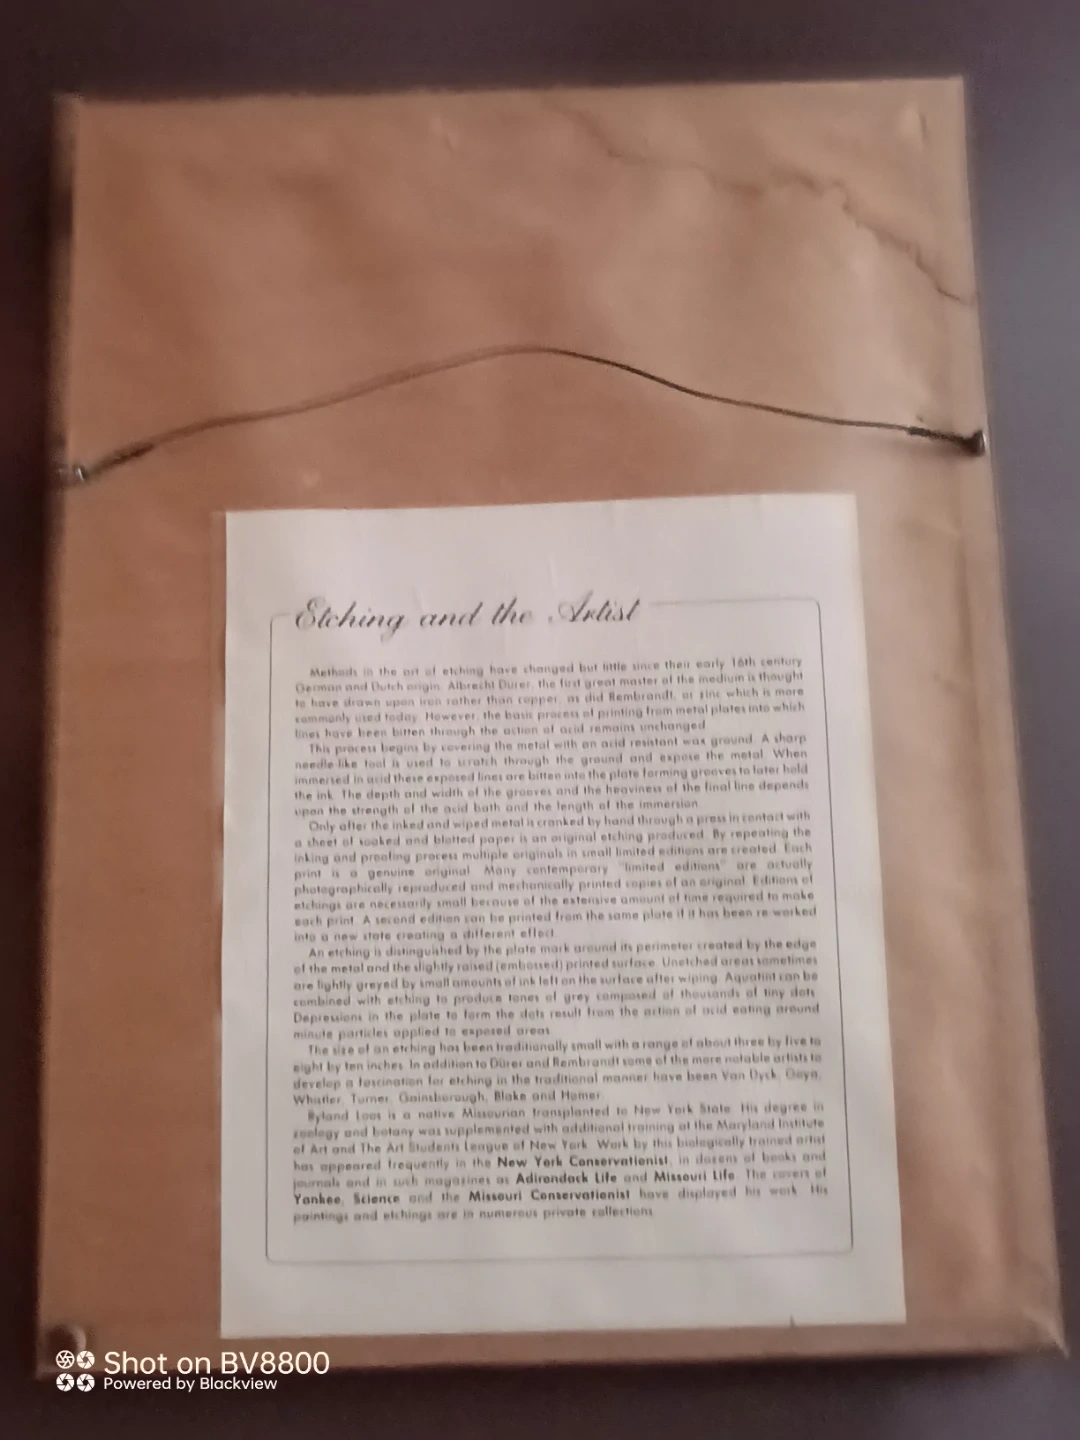 Etching and the Artist
Methods in the art of etching have changed but little since their early 16th century
German and Dutch origin. Albrecht Durer, the first great master of the medium is thought
to have drawn upon iron rather than copper, as did Rembrandt, or zinc which is more
commonly used today. However, the basic process of printing from metal plates into which
lines have been bitten through the action of acid remains unchanged.
This process begins by covering the metal with an acid resistant wax ground. A sharp
needle-like tool is used to scratch through the ground and expose the metal. When
immersed in acid these exposed lines are bitten into the plate forming grooves to later hold
the ink. The depth and width of the grooves and the heaviness of the final line depends
upon the strength of the acid bath and the length of the immersion.
Only after the inked and wiped metal is cranked by hand through a press in contact with
a sheet of soaked and blotted paper is an original etching produced. By repeating the
inking and proofing process multiple originals in small limited editions are created. Each
print is a genuine original. Many contemporary "limited editions" are actually
photographically reproduced and mechanically printed copies of an original. Editions of
etchings are necessarily small because of the extensive amount of time required to make
each print. A second edition can be printed from the same plate if it has been re-worked
into a new state creating a different effect.
An etching is distinguished by the plate mark around its perimeter created by the edge
of the metal and the slightly raised (embossed) printed surface. Unetched areas sometimes
are lightly greyed by small amounts of ink left on the surface after wiping. Aquatint can be
combined with etching to produce tones of grey composed of thousands of tiny dots.
Depressions in the plate to form the dots result from the action of acid eating around
minute particles applied to exposed areas.
The size of an etching has been traditionally small with a range of about three by five to
eight by ten inches. In addition to Dürer and Rembrandt some of the more notable artists to
develop a fascination for etching in the traditional manner have been Van Dyck, Goya,
Whistler, Turner, Gainsborough, Blake and Homer.
Ryland Loos is a native Missourian transplanted to New York State. His degree in
zoology and botany was supplemented with additional training at the Maryland Institute
of Art and The Art Students League of New York. Work by this biologically trained artist
has appeared frequently in the New York Conservationist, in dozens of books and
journals and in such magazines as Adirondack Life and Missouri Life. The covers of
Yankee, Science and the Missouri Conservationist have displayed his work. His
paintings and etchings are in numerous private collections.
Shot on BV8800
Powered by Blackview